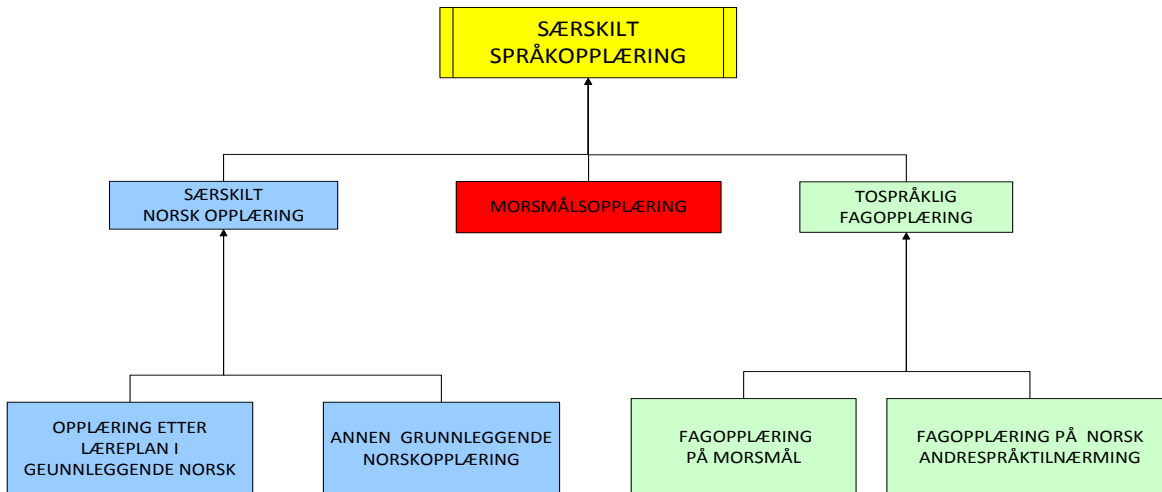 SÆRSKILT
SPRÅKOPPLÆRING
SÆRSKILT
NORSK OPPLÆRING
MORSMÅLSOPPLÆRING
TOSPRÅKLIG
FAGOPPLÆRING
OPPLÆRING ETTER
LÆREPLAN I
GEUNNLEGGENDE NORSK
ANNEN GRUNNLEGGENDE
NORSKOPPLÆRING
FAGOPPLÆRING
PÅ MORSMÅL
FAGOPPLÆRING PÅ NORSK
ANDRESPRÅKTILNÆRMING